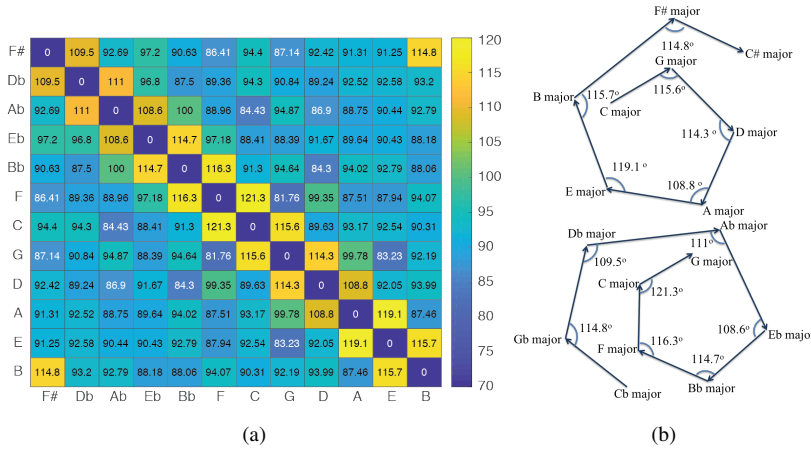 F# 0 109.5 92.69 97.2 90.63 86.41 94.4 87.14 92.42 91.31 91.25 114.8
Db 109.5 0 111 96.8 87.5 89.36 94.3 90.84 89.24 92.52 92.58 93.2
Ab 92.69 111 0 108.6 100 88.96 84.43 94.87 86.9 88.75 90.44 92.79
Eb 97.2 96.8 108.6 0 114.7 97.18 88.41 88.39 91.67 89.64 90.43 88.18
Bb 90.63 87.5 100 114.7 0 116.3 91.3 94.64 84.3 94.02 92.79 88.06
F 86.41 89.36 88.96 97.18 116.3 0 121.3 81.76 99.35 87.51 87.94 94.07
C 94.4 94.3 84.43 88.41 91.3 121.3 0 115.6 89.63 93.17 92.54 90.31
G 87.14 90.84 94.87 88.39 94.64 81.76 115.6 0 114.3 99.78 83.23 92.19
D 92.42 89.24 86.9 91.67 84.3 99.35 89.63 114.3 0 108.8 92.05 93.99
A 91.31 92.52 88.75 89.64 94.02 87.51 93.17 99.78 108.8 0 119.1 87.46
E 91.25 92.58 90.44 90.43 92.79 87.94 92.54 83.23 92.05 119.1 0 115.7
B 114.8 93.2 92.79 88.18 88.06 94.07 90.31 92.19 93.99 87.46 115.7 0
F# Db Ab Eb Bb F C G D A E B
120
115
110
105
100
95
90
85
80
75
70
(a)
F# major
114.8º
C# major
G major
B major
115.7º
115.6º
C major
114.3 º
D major
119.1 º
E major
108.8 º
A major
Db major
Ab major
111º
109.5º
G major
C major
121.3º
Gb major
114.8º
116.3º
108.6º
Eb major
F major
114.7º
Bb major
Cb major
(b)